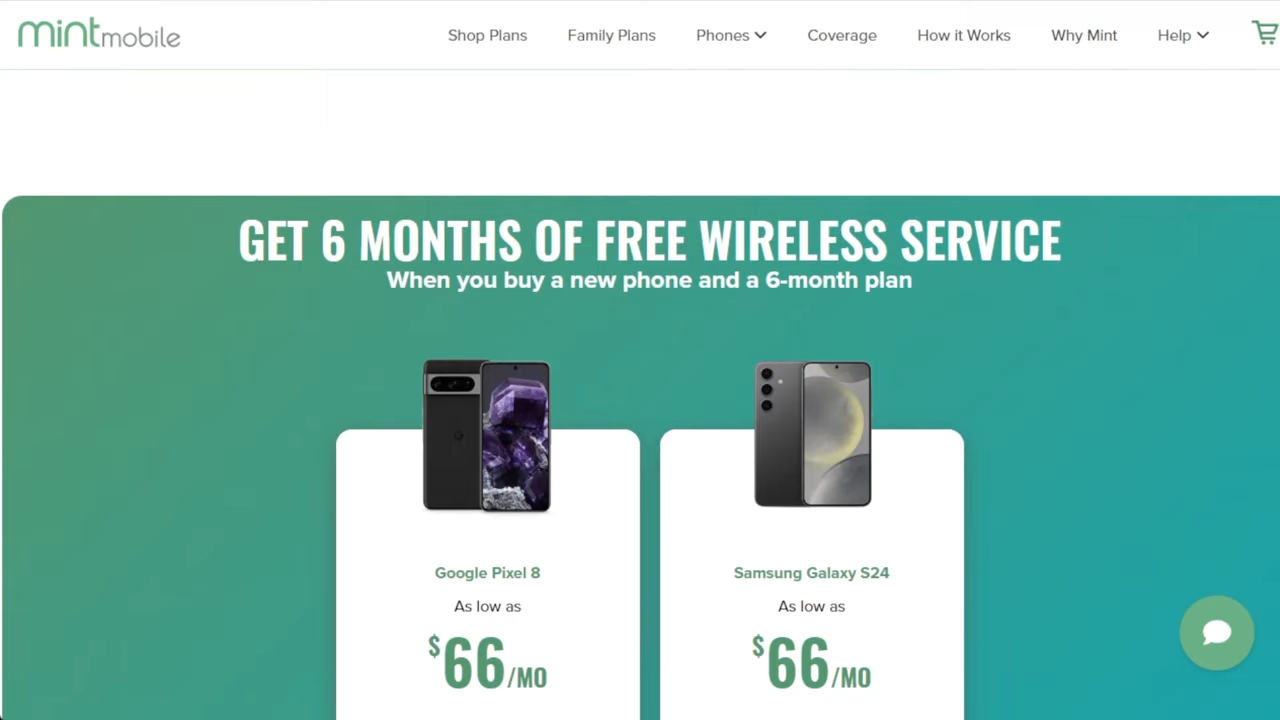 mintmobile
Shop Plans Family Plans Phones Coverage How it Works Why Mint Help
GET 6 MONTHS OF FREE WIRELESS SERVICE
When you buy a new phone and a 6-month plan
Google Pixel 8
As low as
$66/MO
Samsung Galaxy S24
As low as
$66/MO